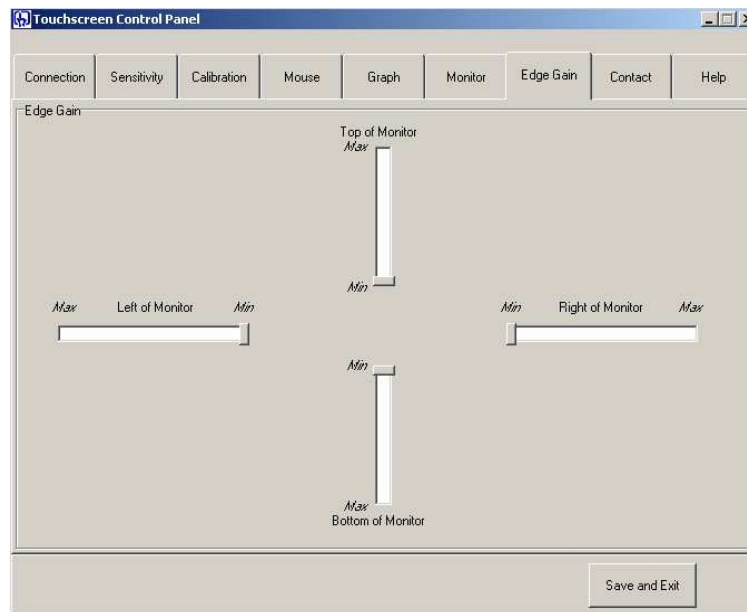 Touchscreen Control Panel
Connection Sensitivity Calibration Mouse Graph Monitor Edge Gain Contact Help
Edge Gain
Top of Monitor
Max
Min
Max Left of Monitor Min
Min Right of Monitor Max
Min
Max
Bottom of Monitor
Save and Exit